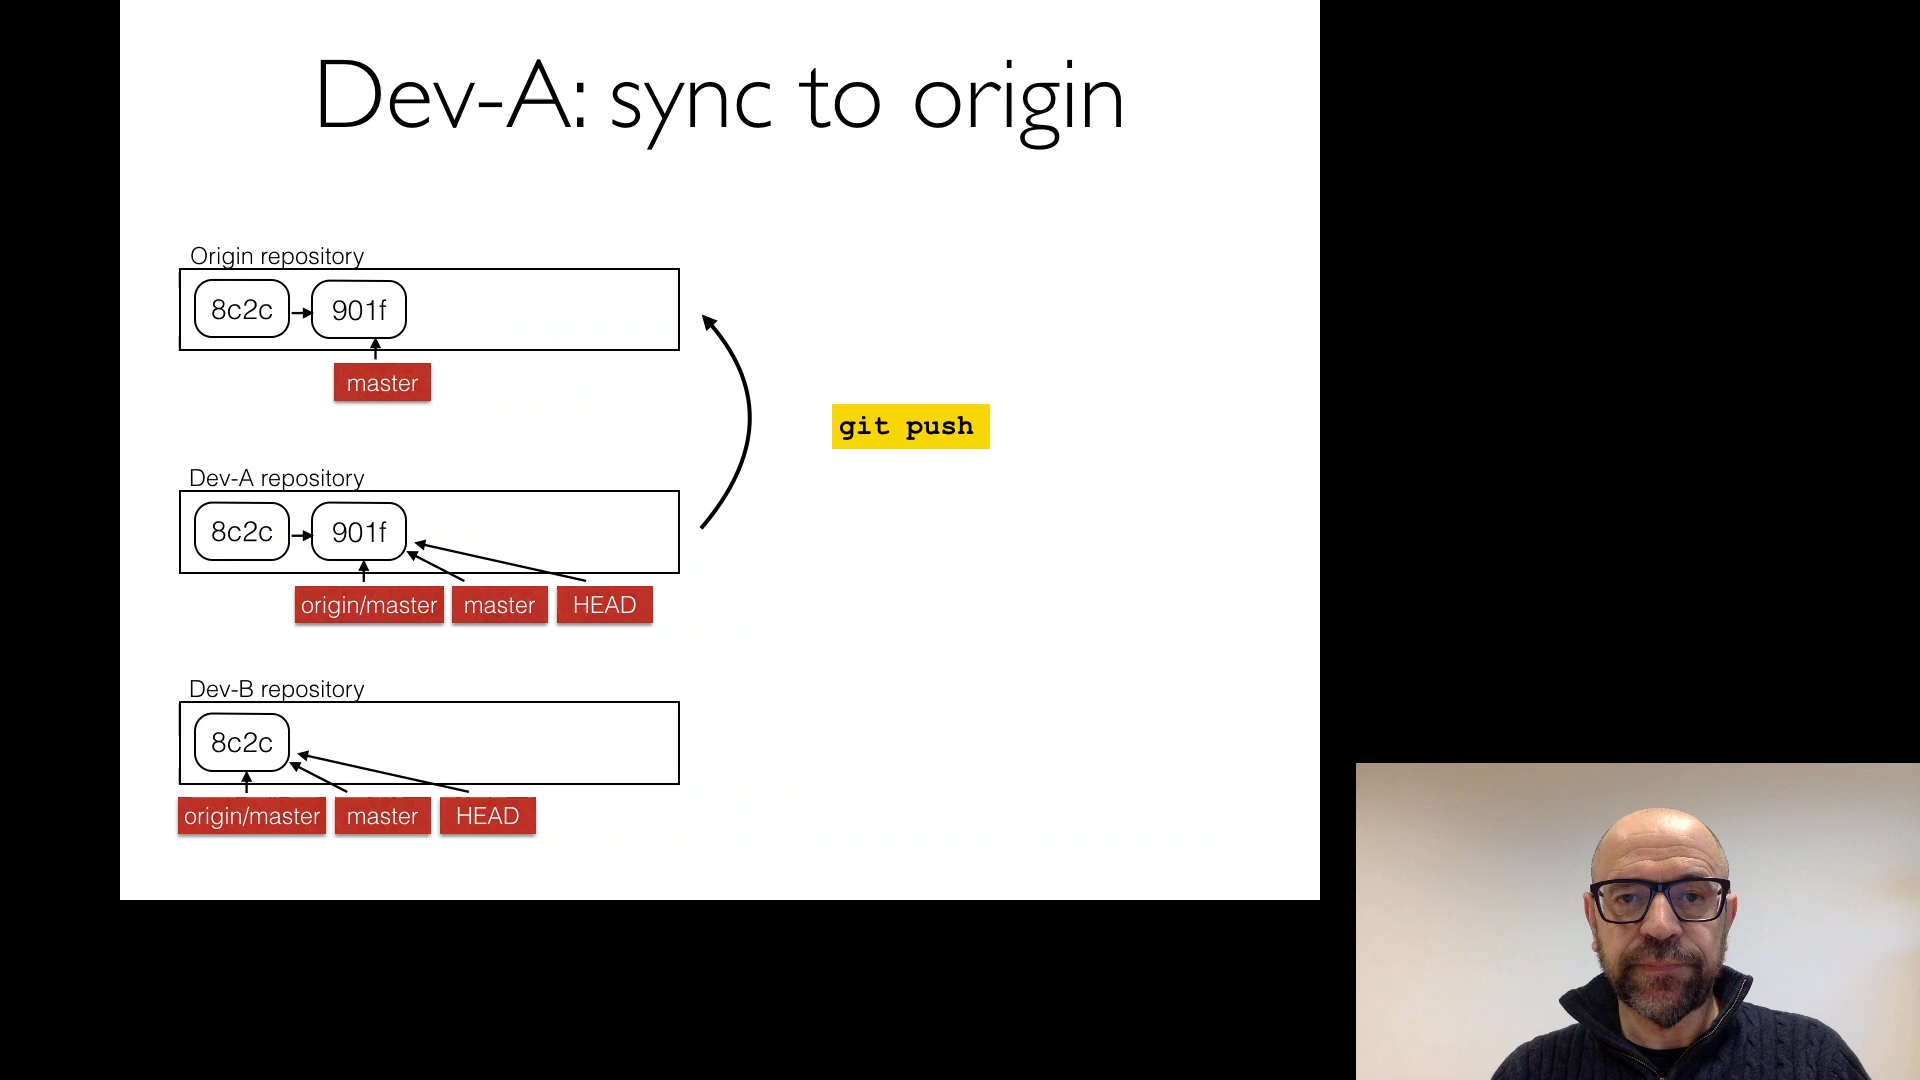 Dev-A: sync to origin
Origin repository
8c2c
901f
master
git push
Dev-A repository
8c2c
901f
origin/master
master
HEAD
Dev-B repository
8c2c
origin/master
master
HEAD